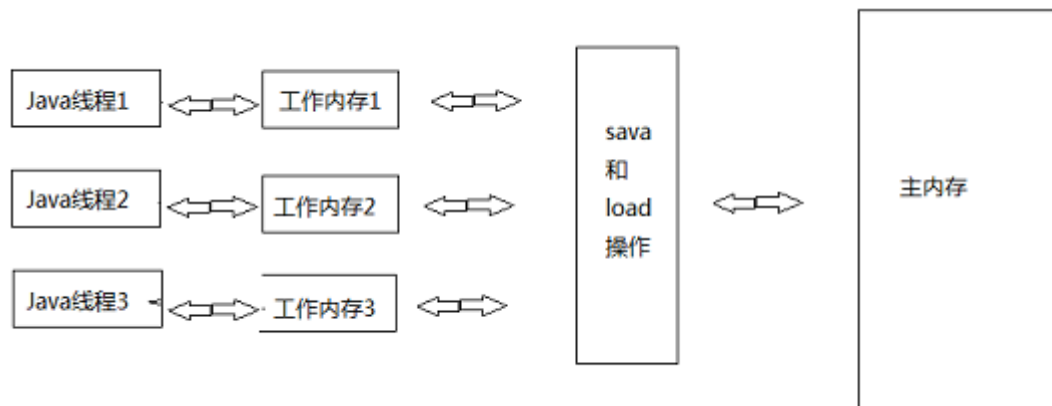 Java线程1
工作内存1
Java线程2
工作内存2
Java线程3
工作内存3
sava
和
load
操作
主内存